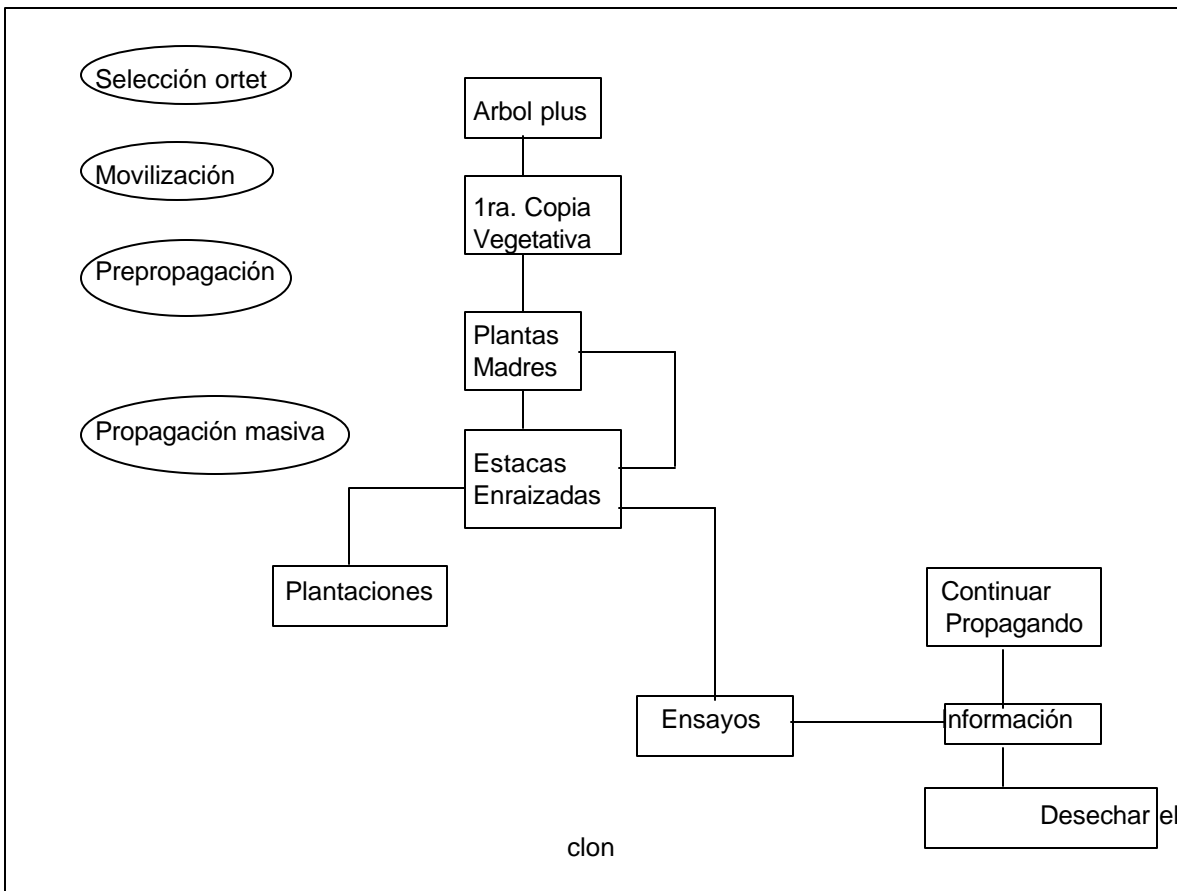 Selección ortet
Arbol plus
Movilización
1ra. Copia
Vegetativa
Prepropagación
Plantas
Madres
Propagación masiva
Estacas
Enraizadas
Plantaciones
Continuar
Propagando
Ensayos
Información
Desechar el
clon